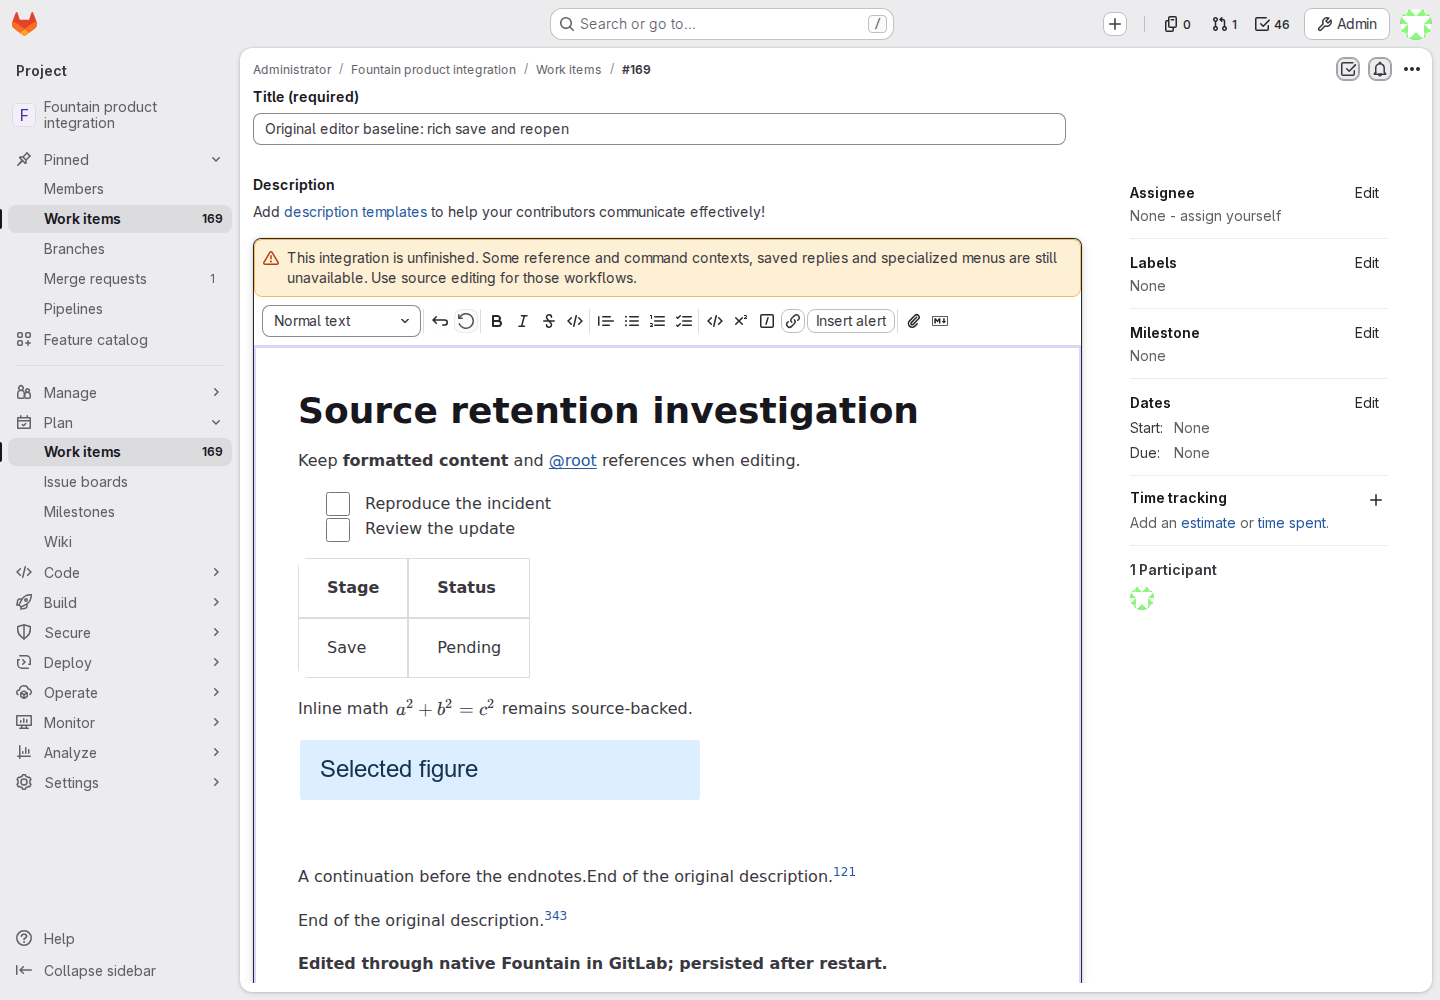 Search or go to...
/
0
1
46
Admin
Project
F
Fountain product integration
Pinned
Members
Work items
169
Branches
Merge requests
1
Pipelines
Feature catalog
Manage
Plan
Work items
169
Issue boards
Milestones
Wiki
Code
Build
Secure
Deploy
Operate
Monitor
Analyze
Settings
Help
Collapse sidebar
Administrator / Fountain product integration / Work items / #169
Title (required)
Original editor baseline: rich save and reopen
Description
Add description templates to help your contributors communicate effectively!
This integration is unfinished. Some reference and command contexts, saved replies and specialized menus are still
unavailable. Use source editing for those workflows.
Normal text
Insert alert
Source retention investigation
Keep formatted content and @root references when editing.
Reproduce the incident
Review the update
Stage Status
Save Pending
Inline math a² + b² = c² remains source-backed.
Selected figure
A continuation before the endnotes.End of the original description.¹²¹
End of the original description.³⁴³
Edited through native Fountain in GitLab; persisted after restart.
Assignee Edit
None - assign yourself
Labels Edit
None
Milestone Edit
None
Dates Edit
Start: None
Due: None
Time tracking
Add an estimate or time spent.
1 Participant